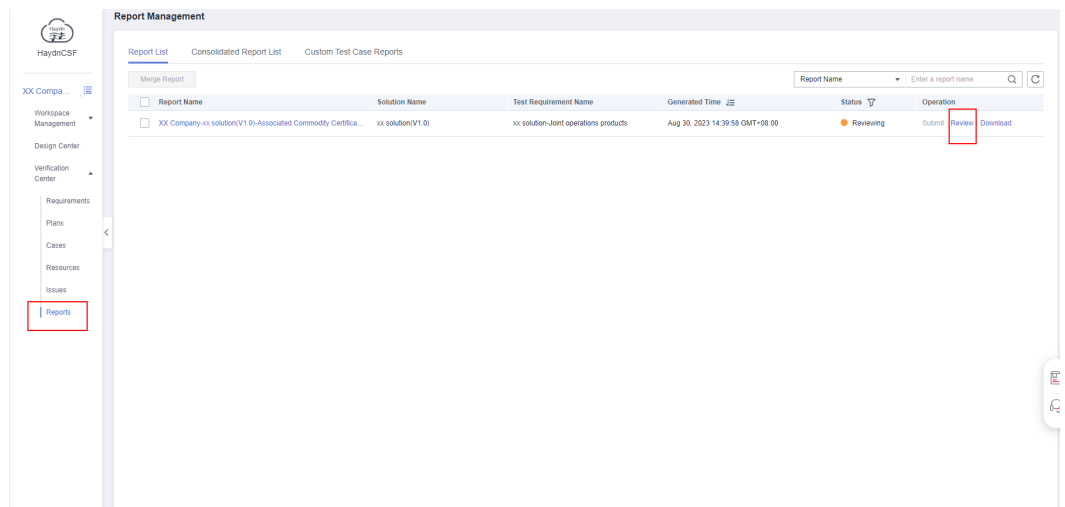 Report Management
Haydn
HaydnCSF
XX Compa...
Workspace
Management
Design Center
Verification
Center
Requirements
Plans
Cases
Resources
Issues
Reports
Report List Consolidated Report List Custom Test Case Reports
Merge Report Report Name Enter a report name
Report Name Solution Name Test Requirement Name Generated Time Status Operation
XX Company-xx solution(V1.0)-Associated Commodity Certifica... xx solution(V1.0) xx solution-Joint operations products Aug 30, 2023 14:39:58 GMT+08:00 Reviewing Submit Review Download